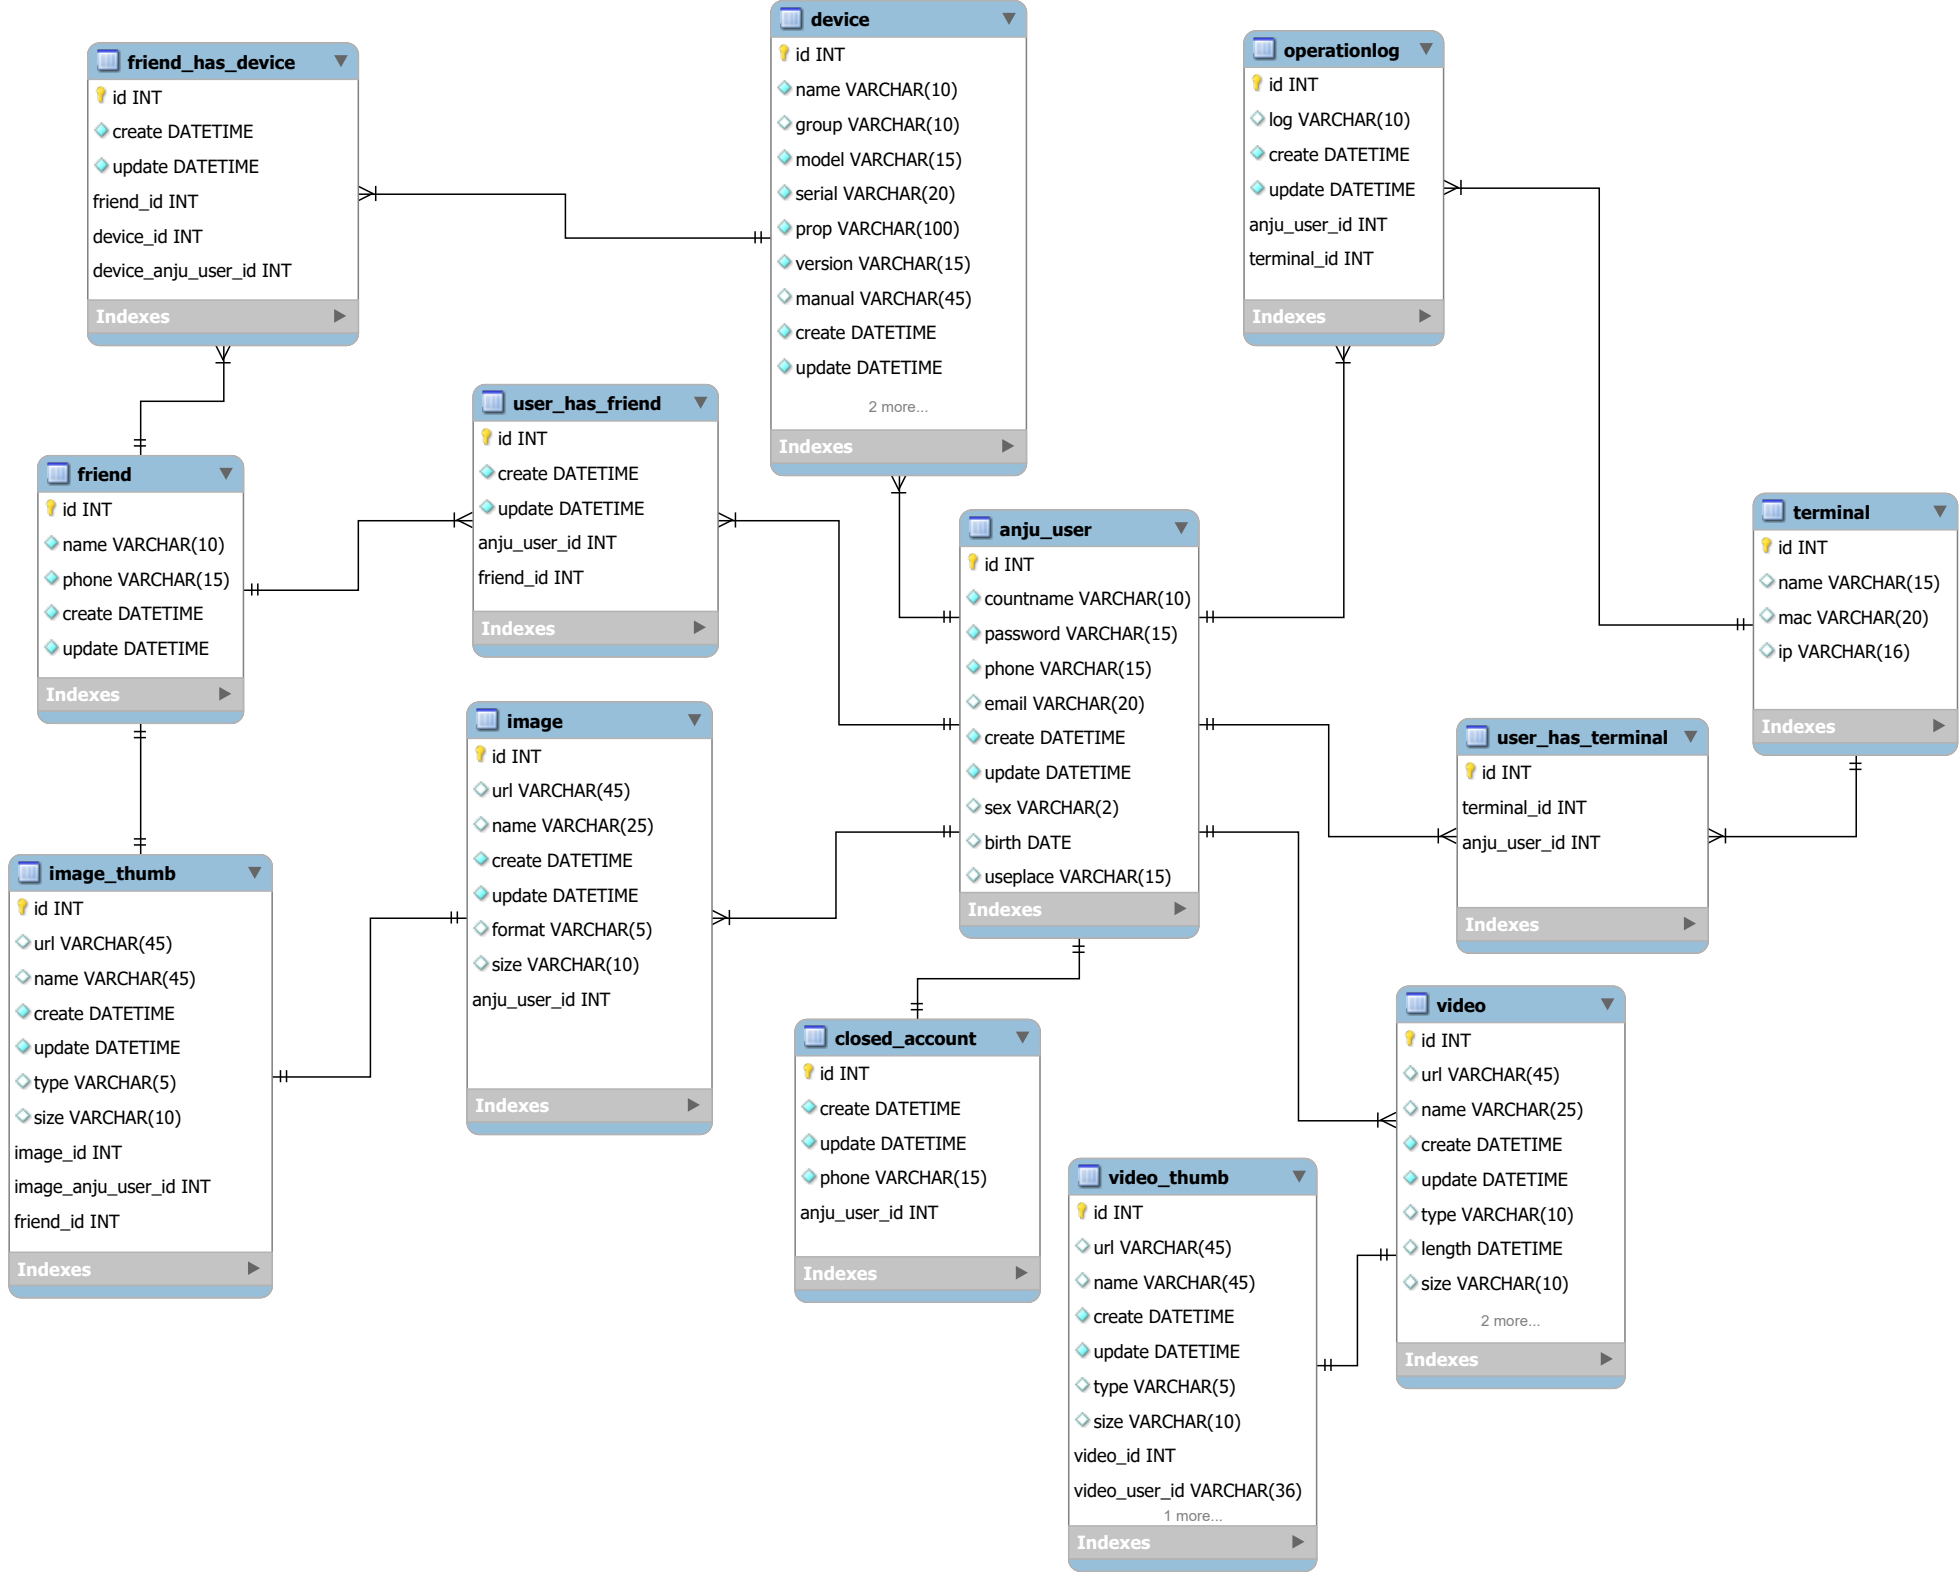 friend_has_device
id INT
create DATETIME
update DATETIME
friend_id INT
device_id INT
device_anju_user_id INT
Indexes
device
id INT
name VARCHAR(10)
group VARCHAR(10)
model VARCHAR(15)
serial VARCHAR(20)
prop VARCHAR(100)
version VARCHAR(15)
manual VARCHAR(45)
create DATETIME
update DATETIME
2 more...
Indexes
operationlog
id INT
log VARCHAR(10)
create DATETIME
update DATETIME
anju_user_id INT
terminal_id INT
Indexes
friend
id INT
name VARCHAR(10)
phone VARCHAR(15)
create DATETIME
update DATETIME
Indexes
user_has_friend
id INT
create DATETIME
update DATETIME
anju_user_id INT
friend_id INT
Indexes
anju_user
id INT
countname VARCHAR(10)
password VARCHAR(15)
phone VARCHAR(15)
email VARCHAR(20)
create DATETIME
update DATETIME
sex VARCHAR(2)
birth DATE
useplace VARCHAR(15)
Indexes
terminal
id INT
name VARCHAR(15)
mac VARCHAR(20)
ip VARCHAR(16)
Indexes
image
id INT
url VARCHAR(45)
name VARCHAR(25)
create DATETIME
update DATETIME
format VARCHAR(5)
size VARCHAR(10)
anju_user_id INT
Indexes
user_has_terminal
id INT
terminal_id INT
anju_user_id INT
Indexes
image_thumb
id INT
url VARCHAR(45)
name VARCHAR(45)
create DATETIME
update DATETIME
type VARCHAR(5)
size VARCHAR(10)
image_id INT
image_anju_user_id INT
friend_id INT
Indexes
closed_account
id INT
create DATETIME
update DATETIME
phone VARCHAR(15)
anju_user_id INT
Indexes
video
id INT
url VARCHAR(45)
name VARCHAR(25)
create DATETIME
update DATETIME
type VARCHAR(10)
length DATETIME
size VARCHAR(10)
2 more...
Indexes
video_thumb
id INT
url VARCHAR(45)
name VARCHAR(45)
create DATETIME
update DATETIME
type VARCHAR(5)
size VARCHAR(10)
video_id INT
video_user_id VARCHAR(36)
1 more...
Indexes